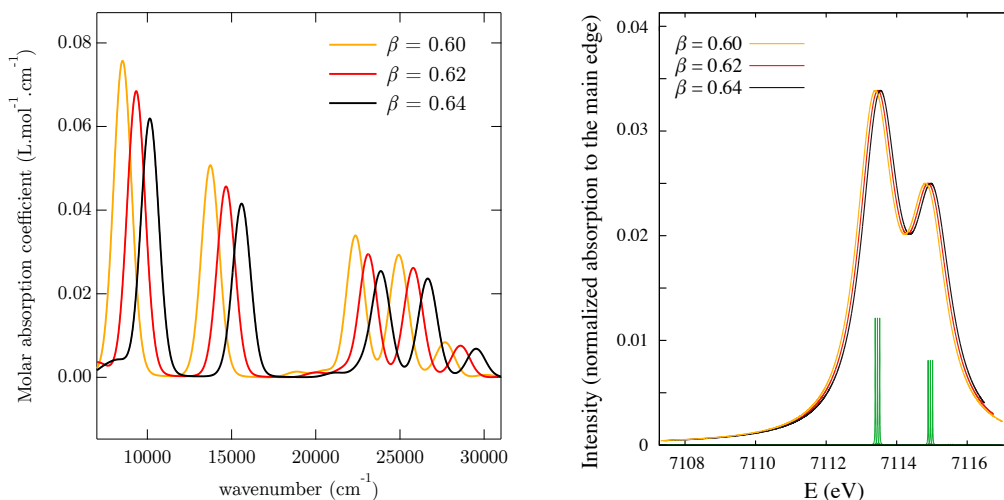 Molar absorption coefficient (L.mol⁻¹.cm⁻¹)
0.08
0.06
0.04
0.02
0.00
β = 0.60
β = 0.62
β = 0.64
10000 15000 20000 25000 30000
wavenumber (cm⁻¹)
Intensity (normalized absorption to the main edge)
0.04
0.03
0.02
0.01
0
β = 0.60
β = 0.62
β = 0.64
7108 7110 7112 7114 7116
E (eV)